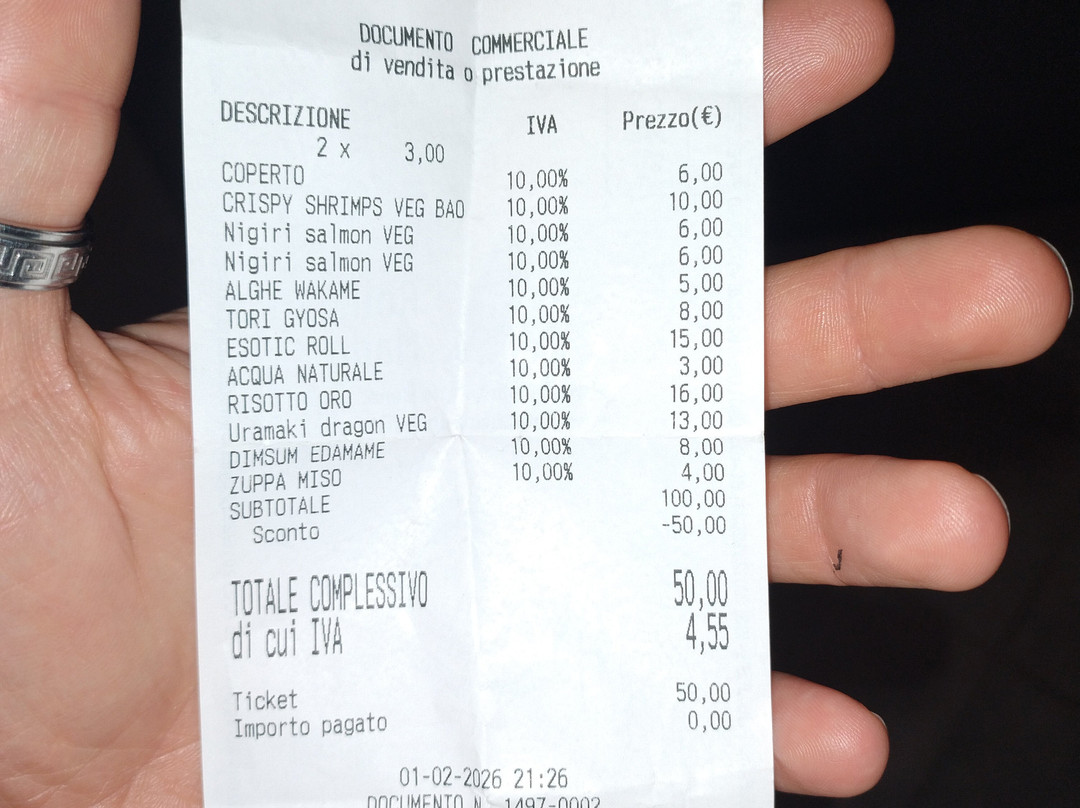 DOCUMENTO COMMERCIALE
di vendita o prestazione
DESCRIZIONE IVA Prezzo(€)
2 x 3,00
COPERTO 10,00% 6,00
CRISPY SHRIMPS VEG BAO 10,00% 10,00
Nigiri salmon VEG 10,00% 6,00
Nigiri salmon VEG 10,00% 6,00
ALGHE WAKAME 10,00% 5,00
TORI GYOSA 10,00% 8,00
ESOTIC ROLL 10,00% 15,00
ACQUA NATURALE 10,00% 3,00
RISOTTO ORO 10,00% 16,00
Uramaki dragon VEG 10,00% 13,00
DIMSUM EDAMAME 10,00% 8,00
ZUPPA MISO 10,00% 4,00
SUBTOTALE 100,00
Sconto -50,00
TOTALE COMPLESSIVO 50,00
di cui IVA 4,55
Ticket 50,00
Importo pagato 0,00
01-02-2026 21:26
DOCUMENTO N. 1497-0002